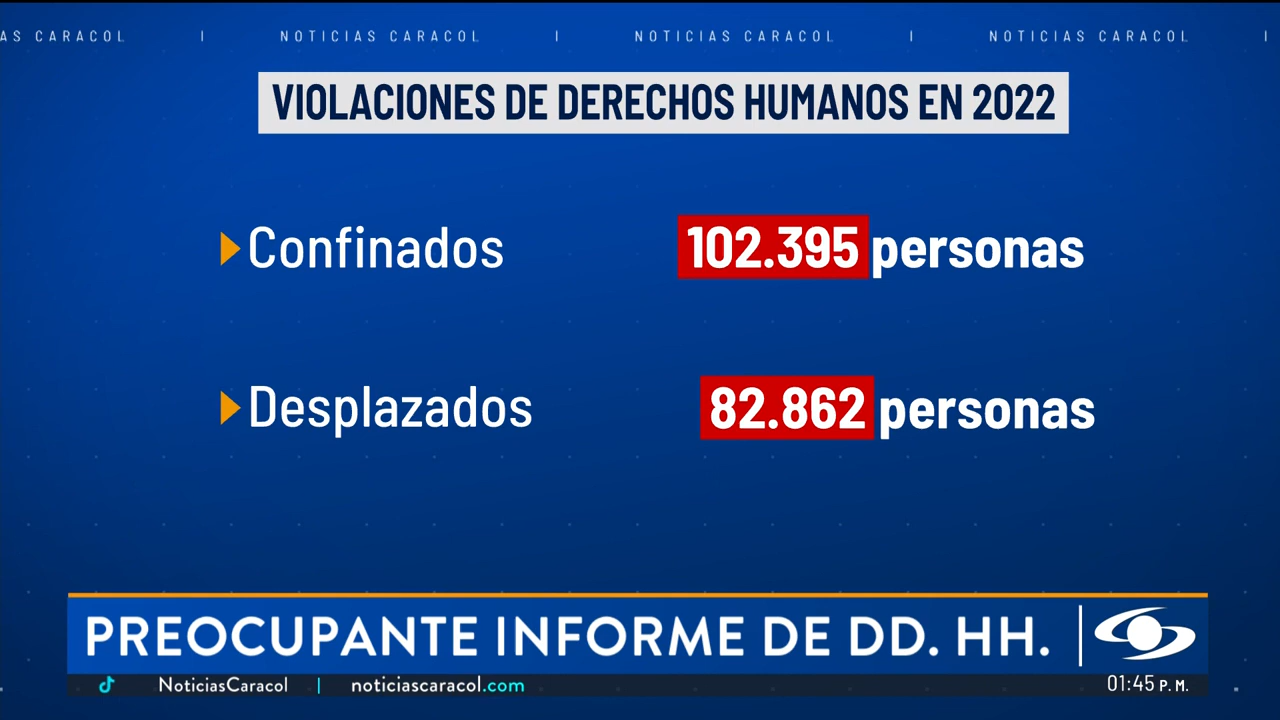 AS CARACOL | NOTICIAS CARACOL | NOTICIAS CARACOL | NOTICIAS CARACOL |
VIOLACIONES DE DERECHOS HUMANOS EN 2022
Confinados 102.395 personas
Desplazados 82.862 personas
PREOCUPANTE INFORME DE DD. HH.
NoticiasCaracol | noticiascaracol.com 01:45 P. M.